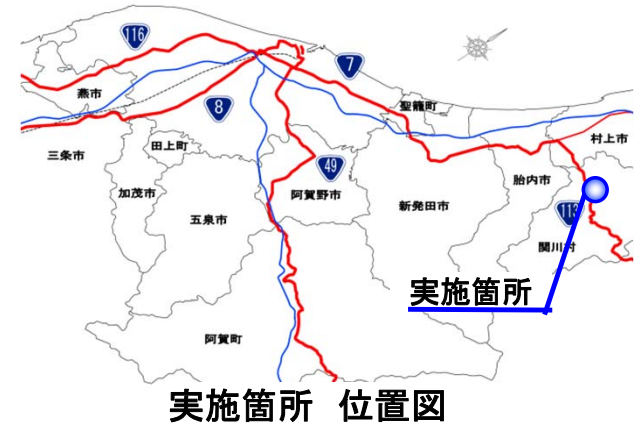 116
7
燕市
8
聖籠町
三条市
田上町
村上市
49
加茂市
阿賀野市
胎内市
五泉市
新発田市
113
関川村
実施箇所
阿賀町
実施箇所 位置図